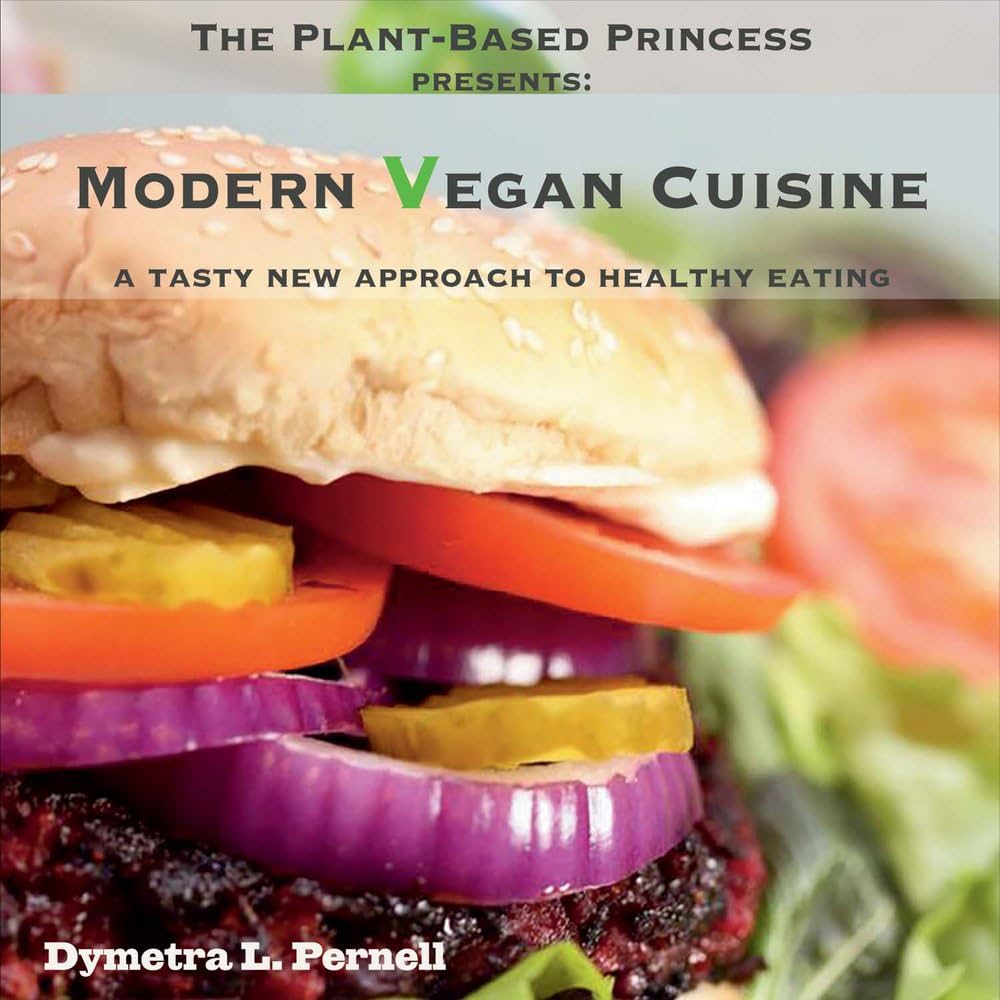 The Plant-Based Princess
presents:
Modern Vegan Cuisine
a tasty new approach to healthy eating
Dymetra L. Pernell